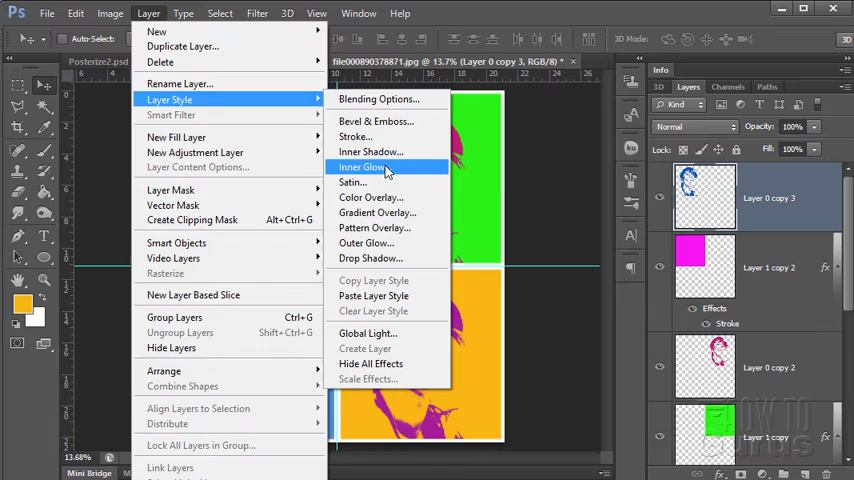 Ps File Edit Image Layer Type Select Filter 3D View Window Help
Auto-Select: 3D Mode: 3D
Posterize2.psd file000890378871.jpg @ 13.7% (Layer 0 copy 3, RGB/8) *
New
Duplicate Layer...
Delete
Rename Layer...
Layer Style
Smart Filter
New Fill Layer
New Adjustment Layer
Layer Content Options...
Layer Mask
Vector Mask
Create Clipping Mask Alt+Ctrl+G
Smart Objects
Video Layers
Rasterize
New Layer Based Slice
Group Layers Ctrl+G
Ungroup Layers Shift+Ctrl+G
Hide Layers
Arrange
Combine Shapes
Align Layers to Selection
Distribute
Lock All Layers in Group...
Link Layers
Blending Options...
Bevel & Emboss...
Stroke...
Inner Shadow...
Inner Glow
Satin...
Color Overlay...
Gradient Overlay...
Pattern Overlay...
Outer Glow...
Drop Shadow...
Copy Layer Style
Paste Layer Style
Clear Layer Style
Global Light...
Create Layer
Hide All Effects
Scale Effects...
Info
3D Layers Channels Paths
Kind
Normal Opacity: 100%
Lock: Fill: 100%
Layer 0 copy 3
Layer 1 copy 2 fx
Effects
Stroke
Layer 0 copy 2
Layer 1 copy fx
HOW TO
Gurus
13.68%
Mini Bridge